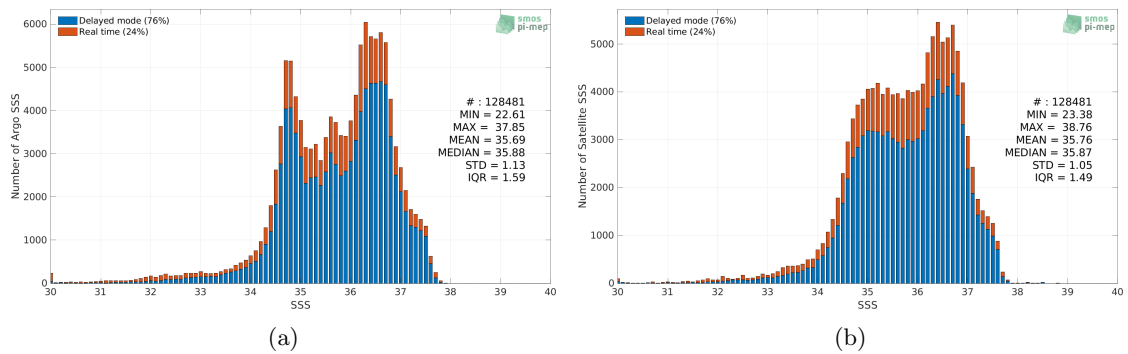 Delayed mode (76%)
Real time (24%)
smos
pi-mep
Number of Argo SSS
6000
5000
4000
3000
2000
1000
0
# : 128481
MIN = 22.61
MAX = 37.85
MEAN = 35.69
MEDIAN = 35.88
STD = 1.13
IQR = 1.59
30 31 32 33 34 35 36 37 38 39 40
SSS
(a)
Delayed mode (76%)
Real time (24%)
smos
pi-mep
Number of Satellite SSS
5000
4000
3000
2000
1000
0
# : 128481
MIN = 23.38
MAX = 38.76
MEAN = 35.76
MEDIAN = 35.87
STD = 1.05
IQR = 1.49
30 31 32 33 34 35 36 37 38 39 40
SSS
(b)